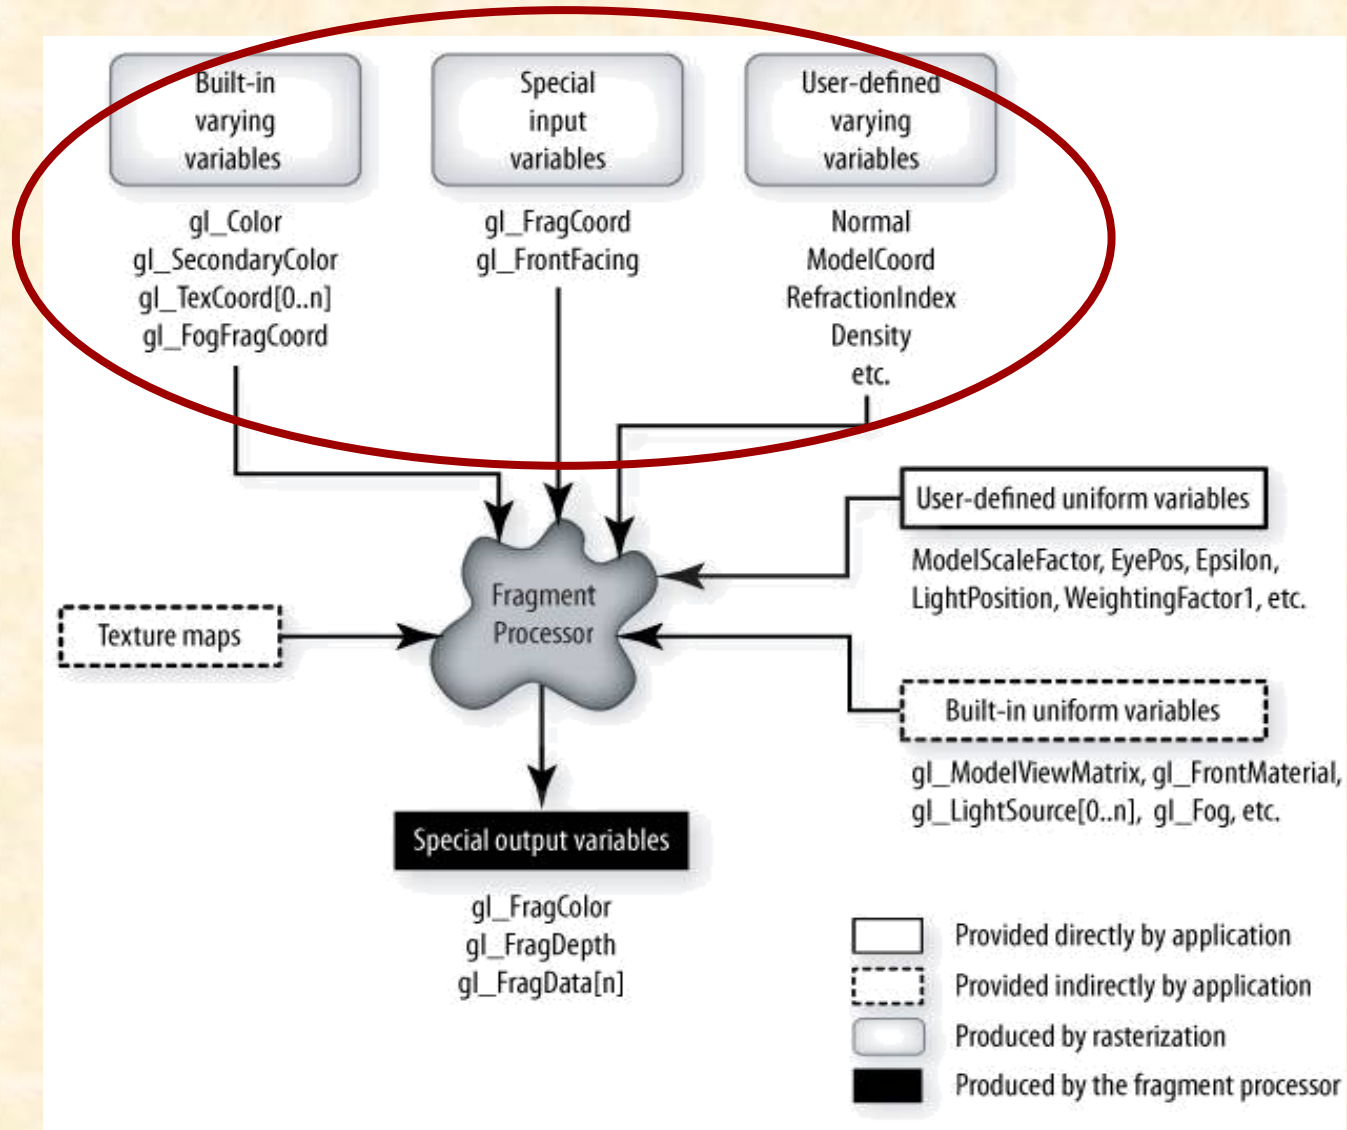 Built-in
varying
variables
gl_Color
gl_SecondaryColor
gl_TexCoord[0..n]
gl_FogFragCoord
Special
input
variables
gl_FragCoord
gl_FrontFacing
User-defined
varying
variables
Normal
ModelCoord
RefractionIndex
Density
etc.
User-defined uniform variables
ModelScaleFactor, EyePos, Epsilon,
LightPosition, WeightingFactor1, etc.
Fragment
Processor
Texture maps
Built-in uniform variables
gl_ModelViewMatrix, gl_FrontMaterial,
gl_LightSource[0..n], gl_Fog, etc.
Special output variables
gl_FragColor
gl_FragDepth
gl_FragData[n]
Provided directly by application
Provided indirectly by application
Produced by rasterization
Produced by the fragment processor